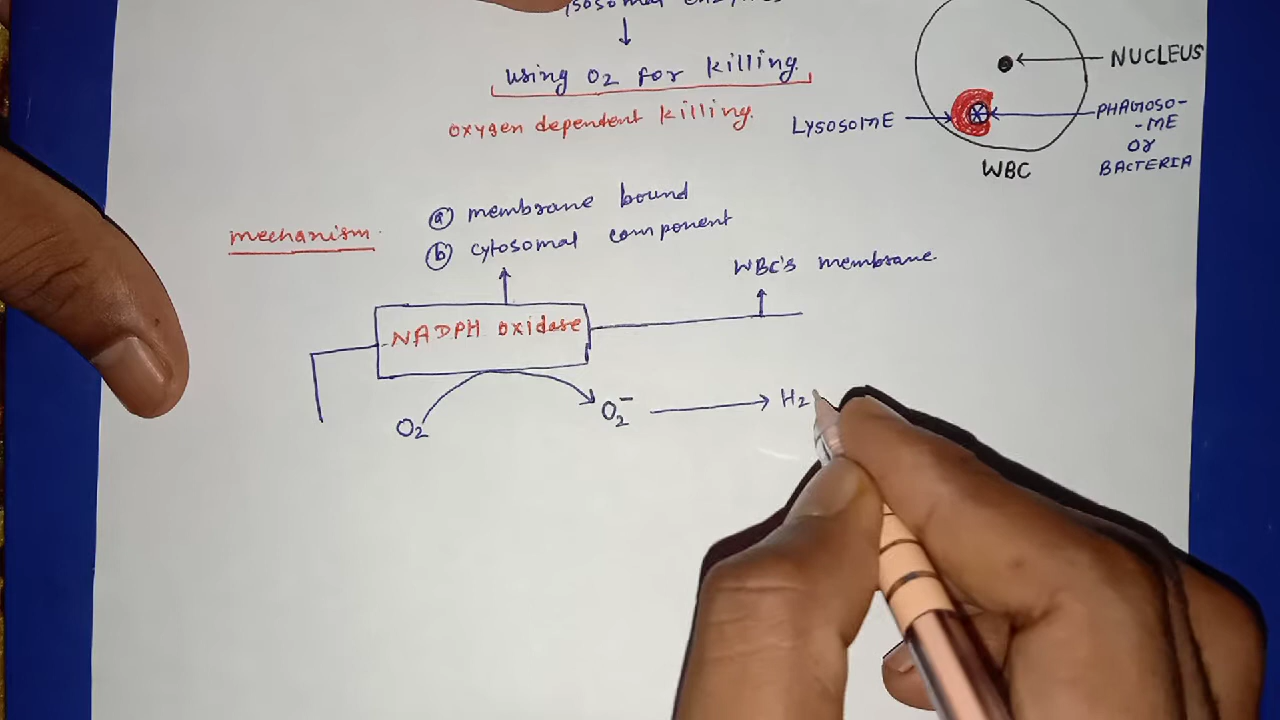 using O2 for killing.
oxygen dependent killing.
NUCLEUS
LYSOSOME
PHAGOSO-
-ME
or
BACTERIA
WBC
mechanism.
(a) membrane bound
(b) cytosomal component
WBC's membrane.
NADPH oxidase
O2
O2-
H2